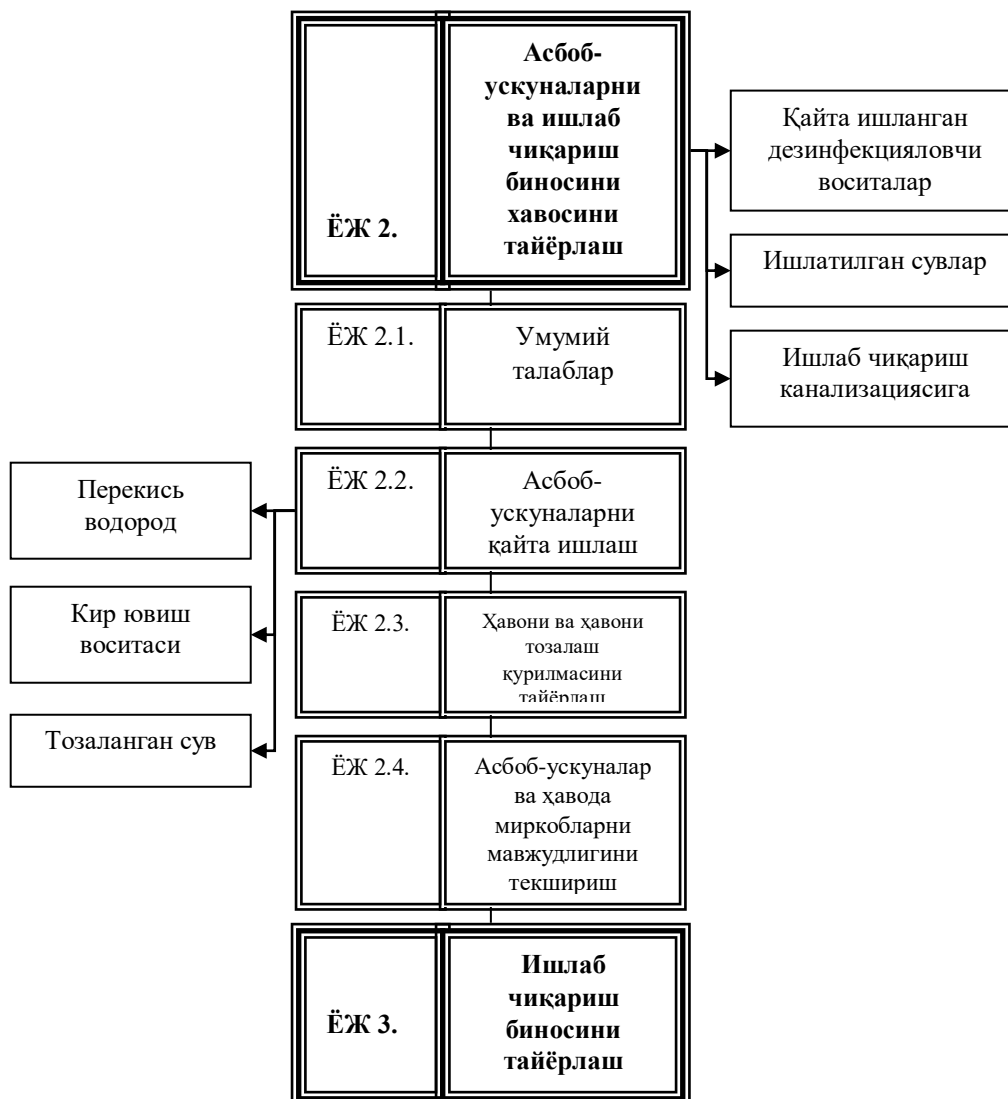 ЁЖ 2.
Асбоб-
ускуналарни
ва ишлаб
чиқариш
биносини
хавосини
тайёрлаш
Қайта ишланган
дезинфекцияловчи
воситалар
Ишлатилган сувлар
Ишлаб чиқариш
канализациясига
ЁЖ 2.1.
Умумий
талаблар
ЁЖ 2.2.
Асбоб-
ускуналарни
қайта ишлаш
Перекись
водород
Кир ювиш
воситаси
Тозаланган сув
ЁЖ 2.3.
Ҳавони ва ҳавони
тозалаш
қурилмасини
тайёрлаш
ЁЖ 2.4.
Асбоб-ускуналар
ва ҳавода
миркобларни
мавжудлигини
текшириш
ЁЖ 3.
Ишлаб
чиқариш
биносини
тайёрлаш